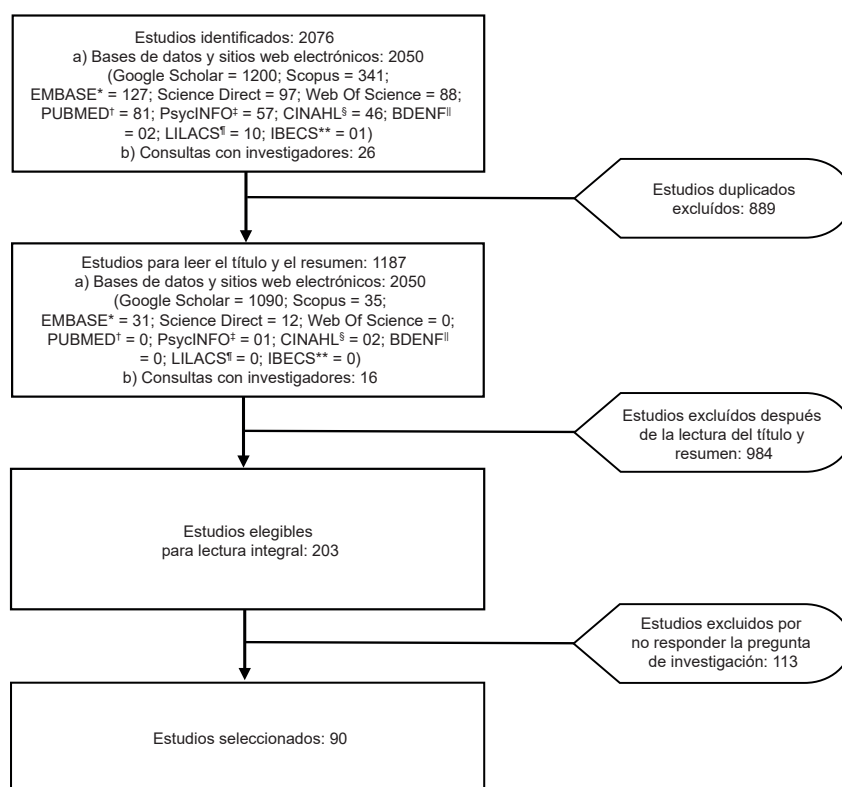 Estudios identificados: 2076
a) Bases de datos y sitios web electrónicos: 2050
(Google Scholar = 1200; Scopus = 341;
EMBASE* = 127; Science Direct = 97; Web Of Science = 88;
PUBMED† = 81; PsycINFO‡ = 57; CINAHL§ = 46; BDENF||
= 02; LILACS¶ = 10; IBECS** = 01)
b) Consultas con investigadores: 26
Estudios duplicados
excluídos: 889
Estudios para leer el título y el resumen: 1187
a) Bases de datos y sitios web electrónicos: 2050
(Google Scholar = 1090; Scopus = 35;
EMBASE* = 31; Science Direct = 12; Web Of Science = 0;
PUBMED† = 0; PsycINFO‡ = 01; CINAHL§ = 02; BDENF||
= 0; LILACS¶ = 0; IBECS** = 0)
b) Consultas con investigadores: 16
Estudios excluídos después
de la lectura del título y
resumen: 984
Estudios elegibles
para lectura integral: 203
Estudios excluidos por
no responder la pregunta
de investigación: 113
Estudios seleccionados: 90